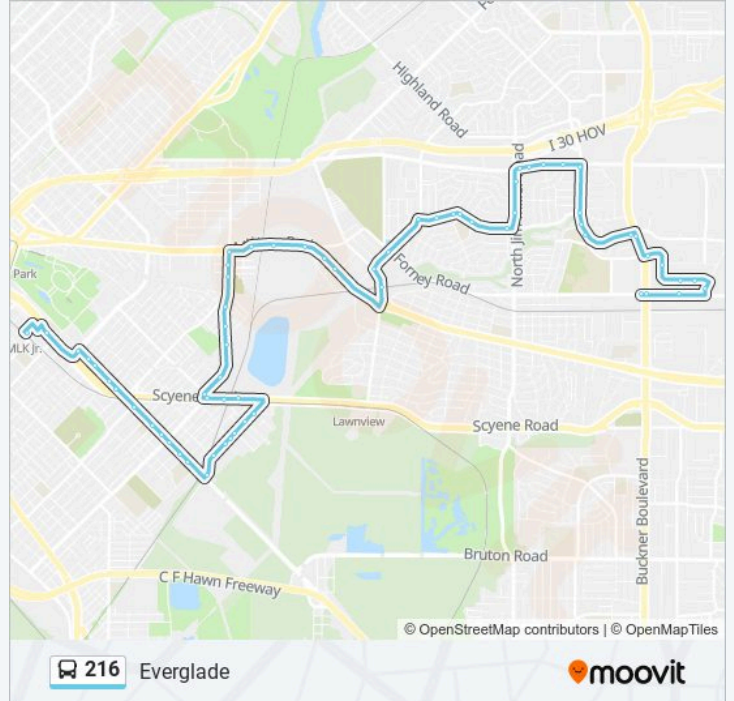 Highland Road
I 30 HOV
Park
Forney Road
North Jim
oad
MLK Jr.
Scyene
Lawnview
Scyene Road
Buckner Boulevard
Bruton Road
C F Hawn Freeway
© OpenStreetMap contributors | © OpenMapTiles
216 Everglade
moovit